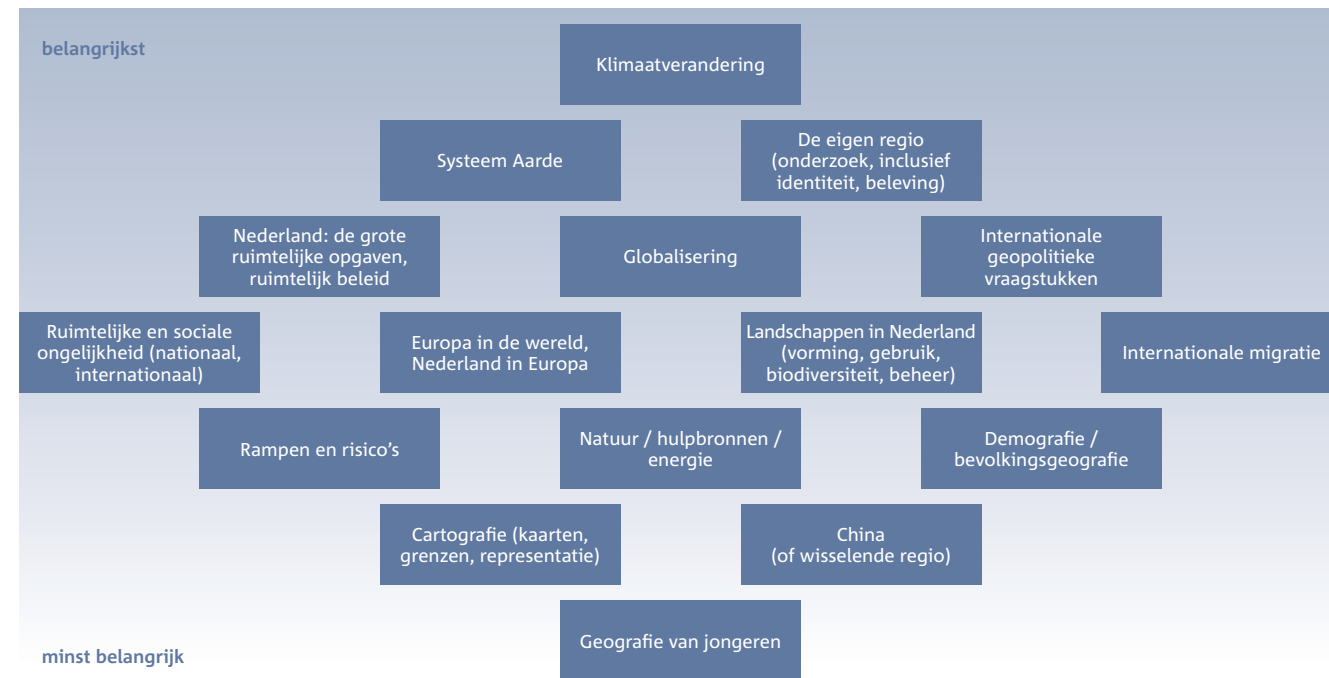 belangrijkst
Klimaatverandering
Systeem Aarde
De eigen regio
(onderzoek, inclusief
identiteit, beleving)
Nederland: de grote
ruimtelijke opgaven,
ruimtelijk beleid
Globalisering
Internationale
geopolitieke
vraagstukken
Ruimtelijke en sociale
ongelijkheid (nationaal,
internationaal)
Europa in de wereld,
Nederland in Europa
Landschappen in Nederland
(vorming, gebruik,
biodiversiteit, beheer)
Internationale migratie
Rampen en risico’s
Natuur / hulpbronnen /
energie
Demografie /
bevolkingsgeografie
Cartografie (kaarten,
grenzen, representatie)
China
(of wisselende regio)
Geografie van jongeren
minst belangrijk